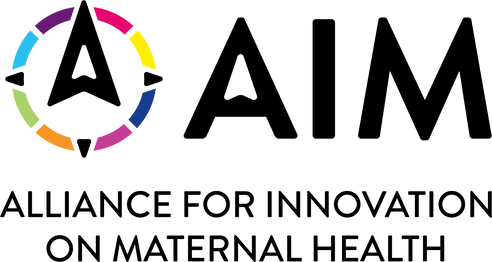 AIM
ALLIANCE FOR INNOVATION
ON MATERNAL HEALTH